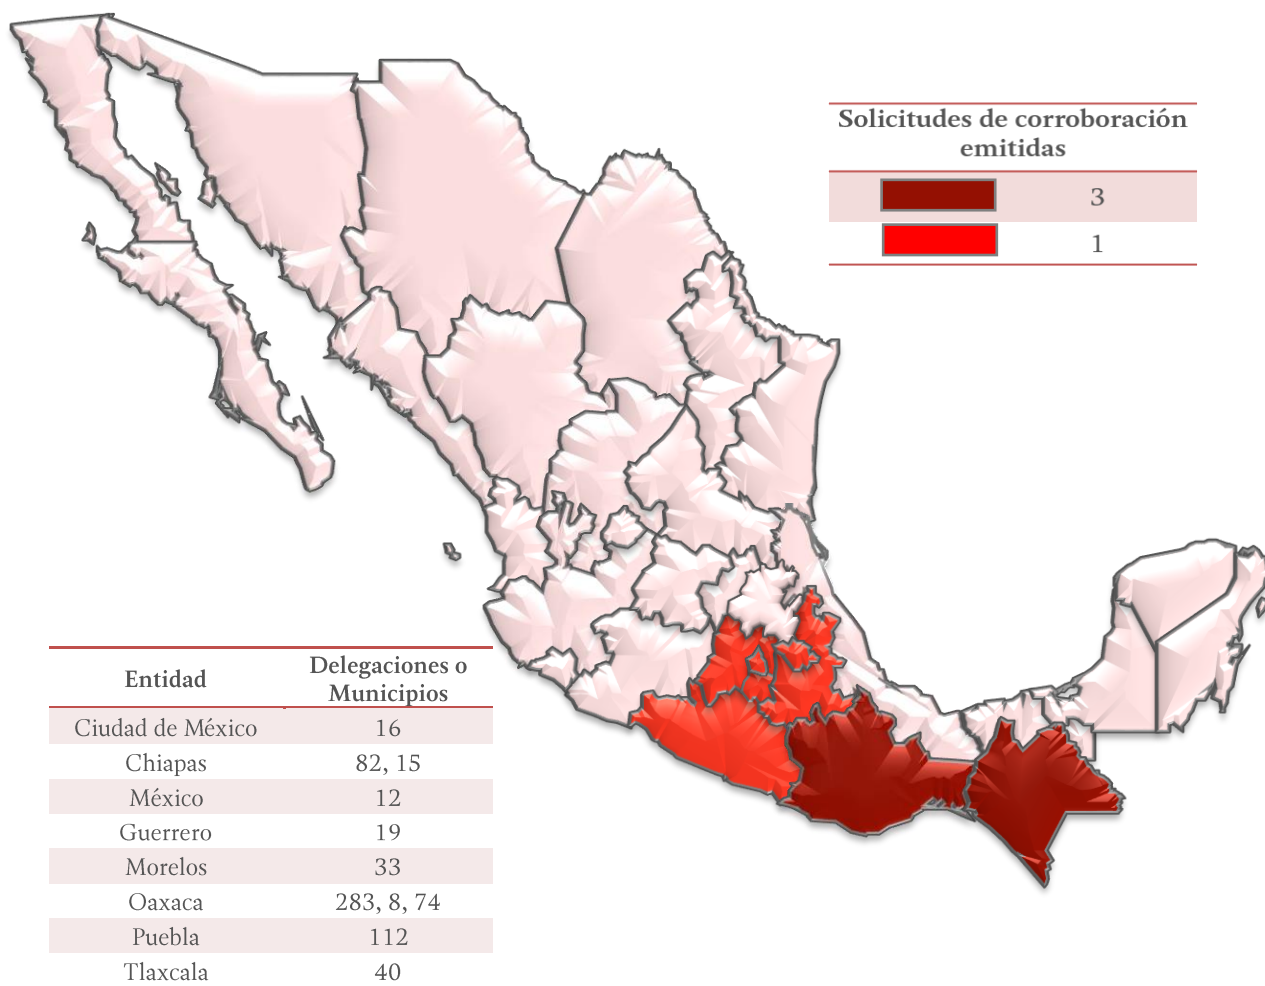 Solicitudes de corroboración
emitidas
3
1
Entidad
Delegaciones o
Municipios
Ciudad de México 16
Chiapas 82, 15
México 12
Guerrero 19
Morelos 33
Oaxaca 283, 8, 74
Puebla 112
Tlaxcala 40